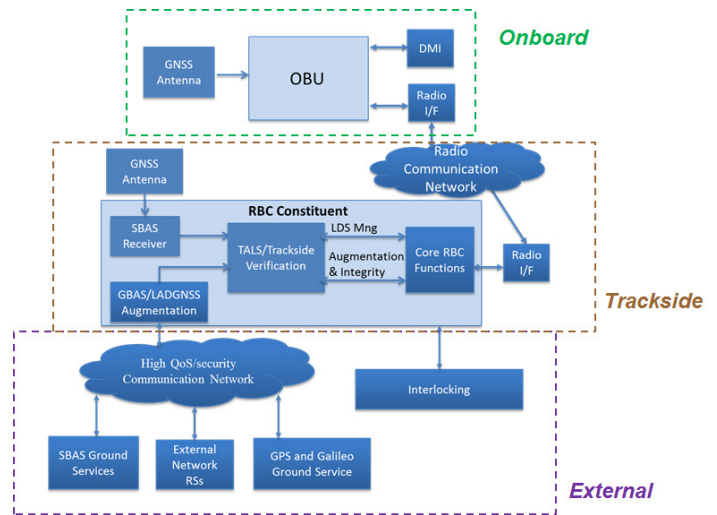 Onboard
GNSS
Antenna
OBU
DMI
Radio
I/F
Radio
Communication
Network
GNSS
Antenna
RBC Constituent
SBAS
Receiver
TALS/Trackside
Verification
LDS Mng
Augmentation
& Integrity
Core RBC
Functions
Radio
I/F
GBAS/LADGNSS
Augmentation
Trackside
High QoS/security
Communication Network
Interlocking
SBAS Ground
Services
External
Network
RSs
GPS and Galileo
Ground Service
External